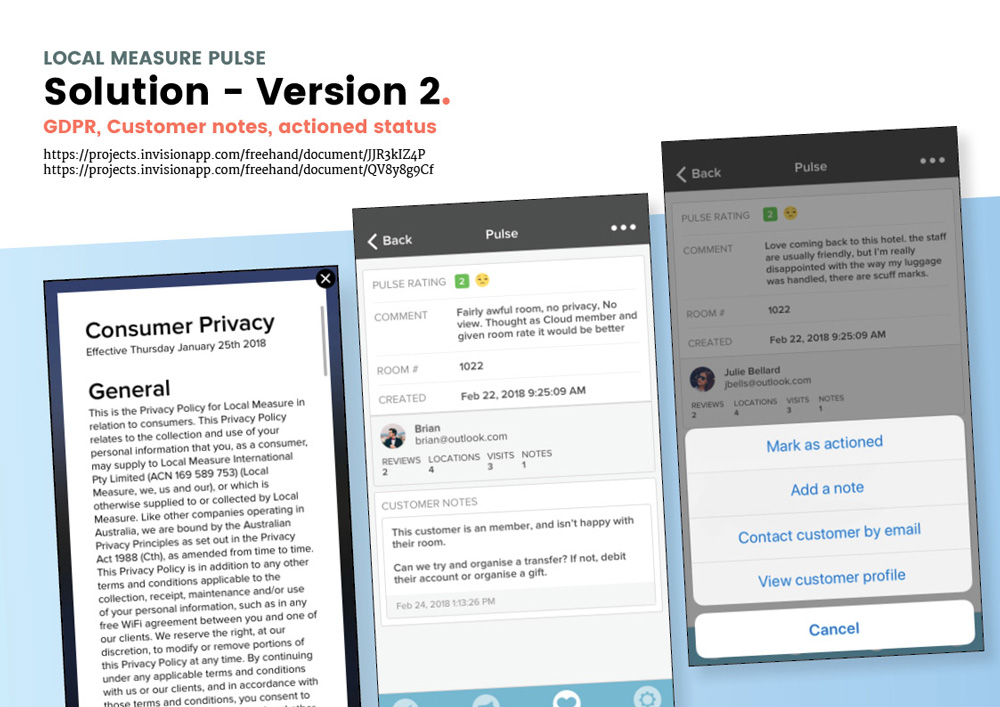 LOCAL MEASURE PULSE
Solution - Version 2.
GDPR, Customer notes, actioned status
https://projects.invisionapp.com/freehand/document/JJR3kIZ4P
https://projects.invisionapp.com/freehand/document/QV8y8g9Cf
Consumer Privacy
Effective Thursday January 25th 2018
General
This is the Privacy Policy for Local Measure in
relation to consumers. This Privacy Policy
relates to the collection and use of your
personal information that you, as a consumer,
may supply to Local Measure International
Pty Limited (ACN 169 589 753) (Local
Measure, we, us and our), or which is
otherwise supplied to or collected by Local
Measure. Like other companies operating in
Australia, we are bound by the Australian
Privacy Principles as set out in the Privacy
Act 1988 (Cth), as amended from time to time.
This Privacy Policy is in addition to any other
terms and conditions applicable to the
collection, receipt, maintenance and/or use
of your personal information, such as in any
free WiFi agreement between you and one of
our clients. We reserve the right, at our
discretion, to modify or remove portions of
this Privacy Policy at any time. By continuing
under any applicable terms and conditions
with us or our clients, and in accordance with
those terms and conditions, you consent to
Back
Pulse
PULSE RATING 2
COMMENT
Fairly awful room, no privacy, No
view. Thought as Cloud member and
given room rate it would be better
ROOM # 1022
CREATED Feb 22, 2018 9:25:09 AM
Brian
brian@outlook.com
REVIEWS LOCATIONS VISITS NOTES
2 4 3 1
CUSTOMER NOTES
This customer is an member, and isn't happy with
their room.
Can we try and organise a transfer? If not, debit
their account or organise a gift.
Feb 24, 2018 1:13:26 PM
Back
Pulse
PULSE RATING 2
COMMENT
Love coming back to this hotel. the staff
are usually friendly, but I'm really
disappointed with the way my luggage
was handled, there are scuff marks.
ROOM # 1022
CREATED Feb 22, 2018 9:25:09 AM
Julie Bellard
jbells@outlook.com
REVIEWS LOCATIONS VISITS NOTES
2 4 3 1
Mark as actioned
Add a note
Contact customer by email
View customer profile
Cancel